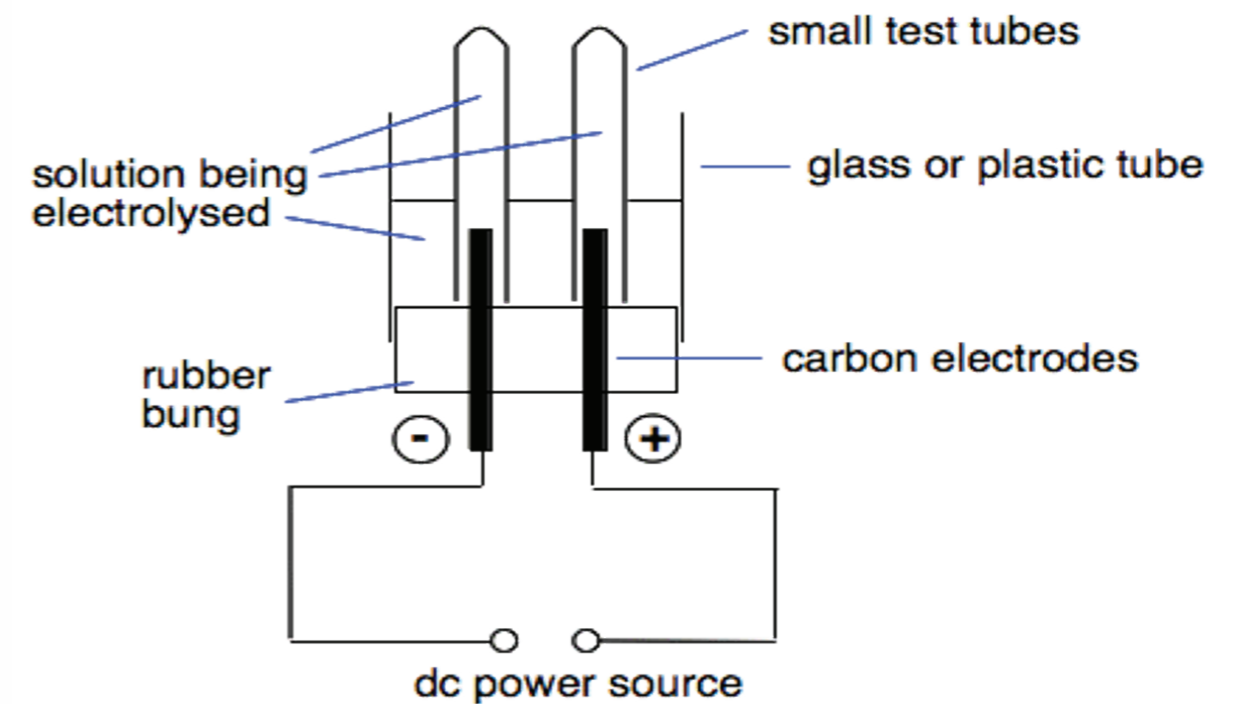 small test tubes
solution being
electrolysed
glass or plastic tube
rubber
bung
carbon electrodes
- +
dc power source